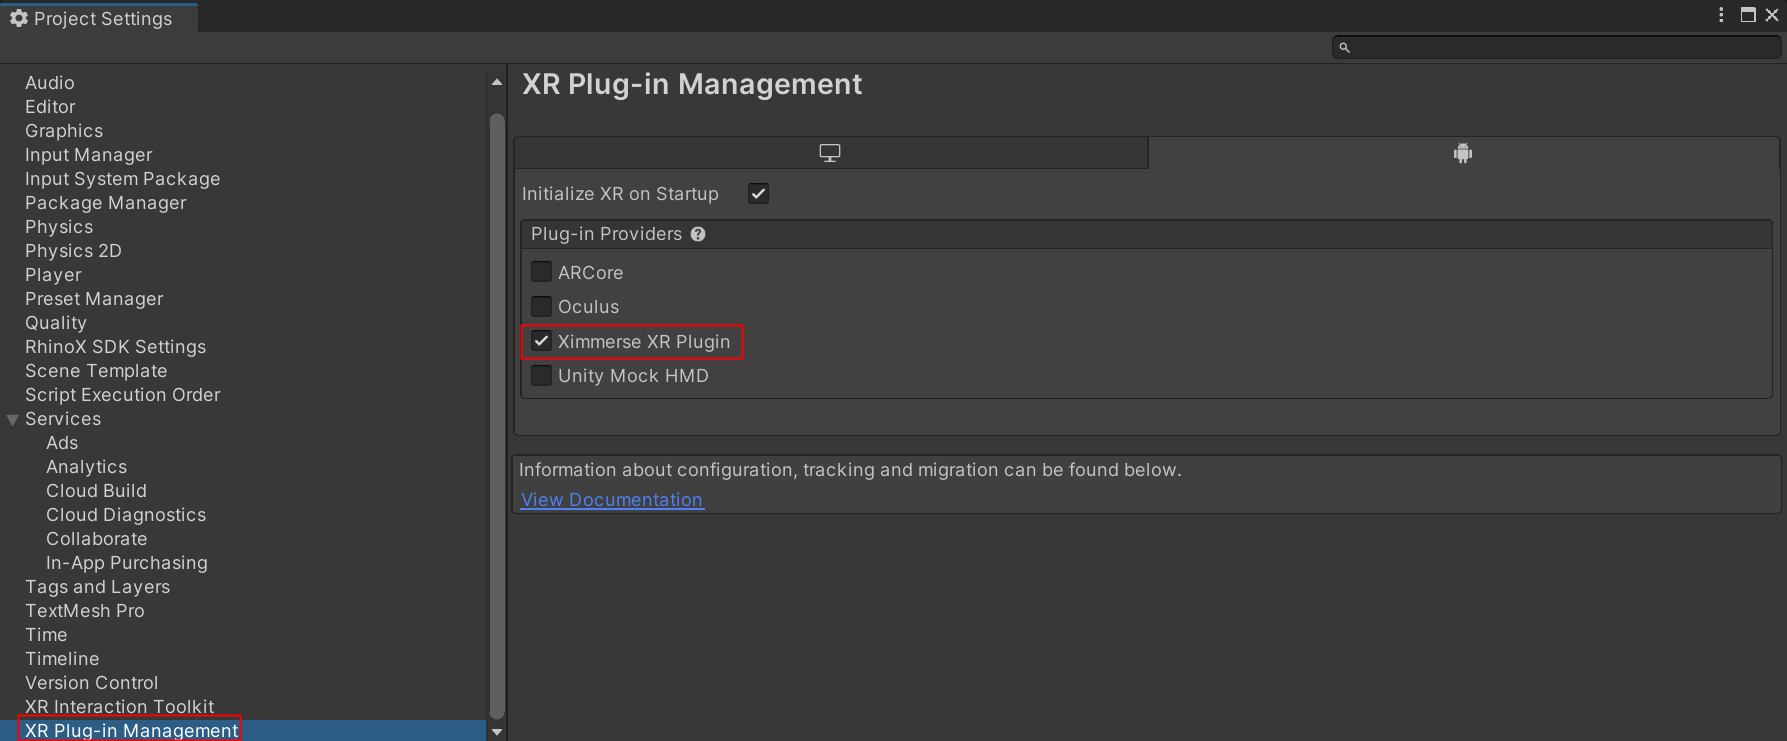 Project Settings
Audio
Editor
Graphics
Input Manager
Input System Package
Package Manager
Physics
Physics 2D
Player
Preset Manager
Quality
RhinoX SDK Settings
Scene Template
Script Execution Order
Services
Ads
Analytics
Cloud Build
Cloud Diagnostics
Collaborate
In-App Purchasing
Tags and Layers
TextMesh Pro
Time
Timeline
Version Control
XR Interaction Toolkit
XR Plug-in Management
XR Plug-in Management
Initialize XR on Startup
Plug-in Providers
ARCore
Oculus
Ximmerse XR Plugin
Unity Mock HMD
Information about configuration, tracking and migration can be found below.
View Documentation